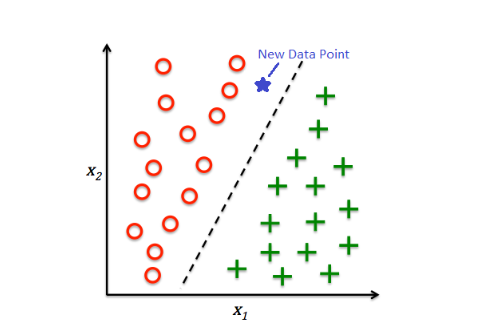 New Data Point
x2
x1